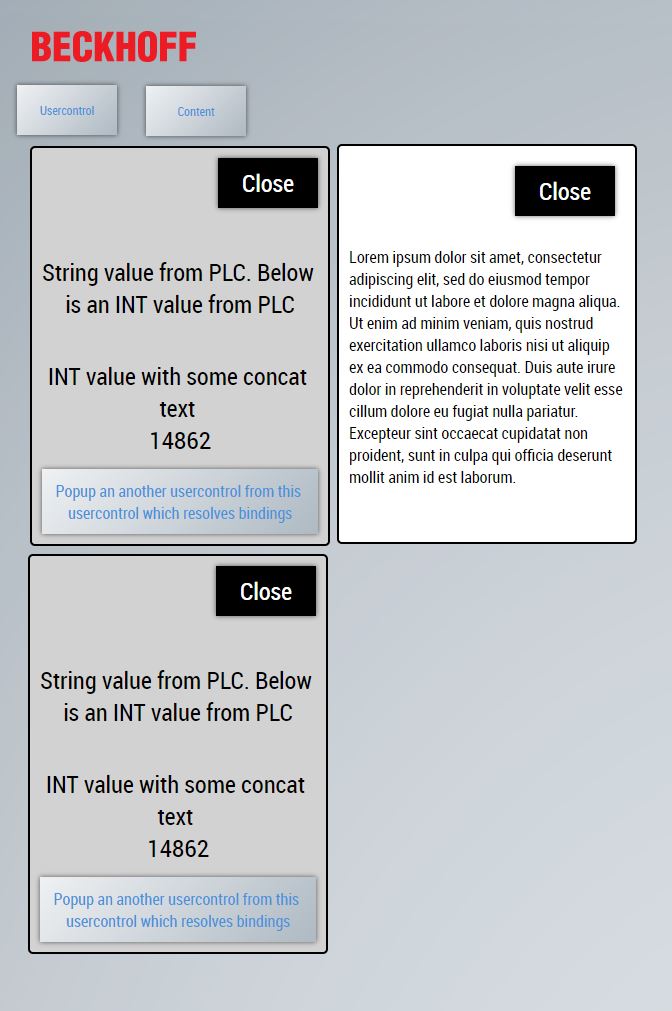 BECKHOFF
Usercontrol
Content
Close
String value from PLC. Below
is an INT value from PLC
INT value with some concat
text
14862
Popup an another usercontrol from this
usercontrol which resolves bindings
Close
Lorem ipsum dolor sit amet, consectetur
adipiscing elit, sed do eiusmod tempor
incididunt ut labore et dolore magna aliqua.
Ut enim ad minim veniam, quis nostrud
exercitation ullamco laboris nisi ut aliquip
ex ea commodo consequat. Duis aute irure
dolor in reprehenderit in voluptate velit esse
cillum dolore eu fugiat nulla pariatur.
Excepteur sint occaecat cupidatat non
proident, sunt in culpa qui officia deserunt
mollit anim id est laborum.
Close
String value from PLC. Below
is an INT value from PLC
INT value with some concat
text
14862
Popup an another usercontrol from this
usercontrol which resolves bindings